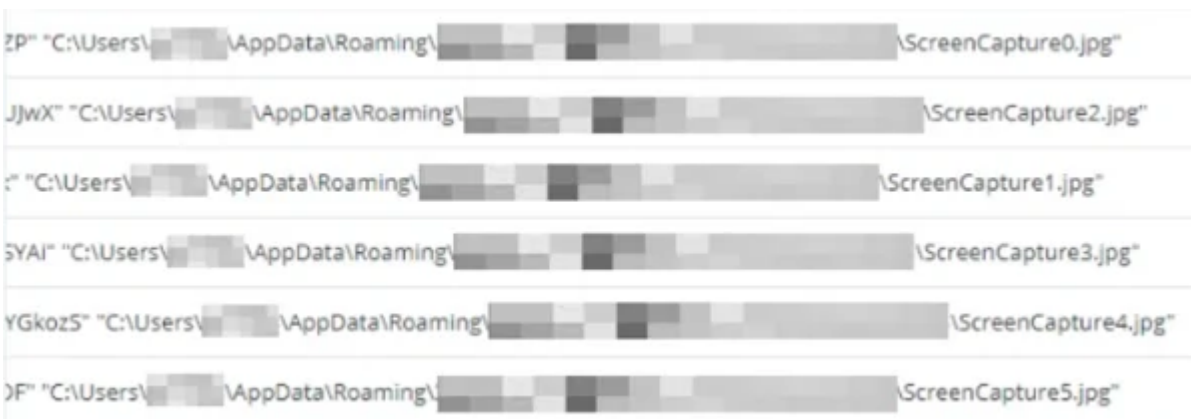 ZP" "C:\Users\ \AppData\Roaming\ \ScreenCapture0.jpg"
UJwX" "C:\Users\ \AppData\Roaming\ \ScreenCapture2.jpg"
" "C:\Users\ \AppData\Roaming\ \ScreenCapture1.jpg"
SYAi" "C:\Users\ \AppData\Roaming\ \ScreenCapture3.jpg"
YGkozS" "C:\Users\ \AppData\Roaming\ \ScreenCapture4.jpg"
F" "C:\Users\ \AppData\Roaming\ \ScreenCapture5.jpg"